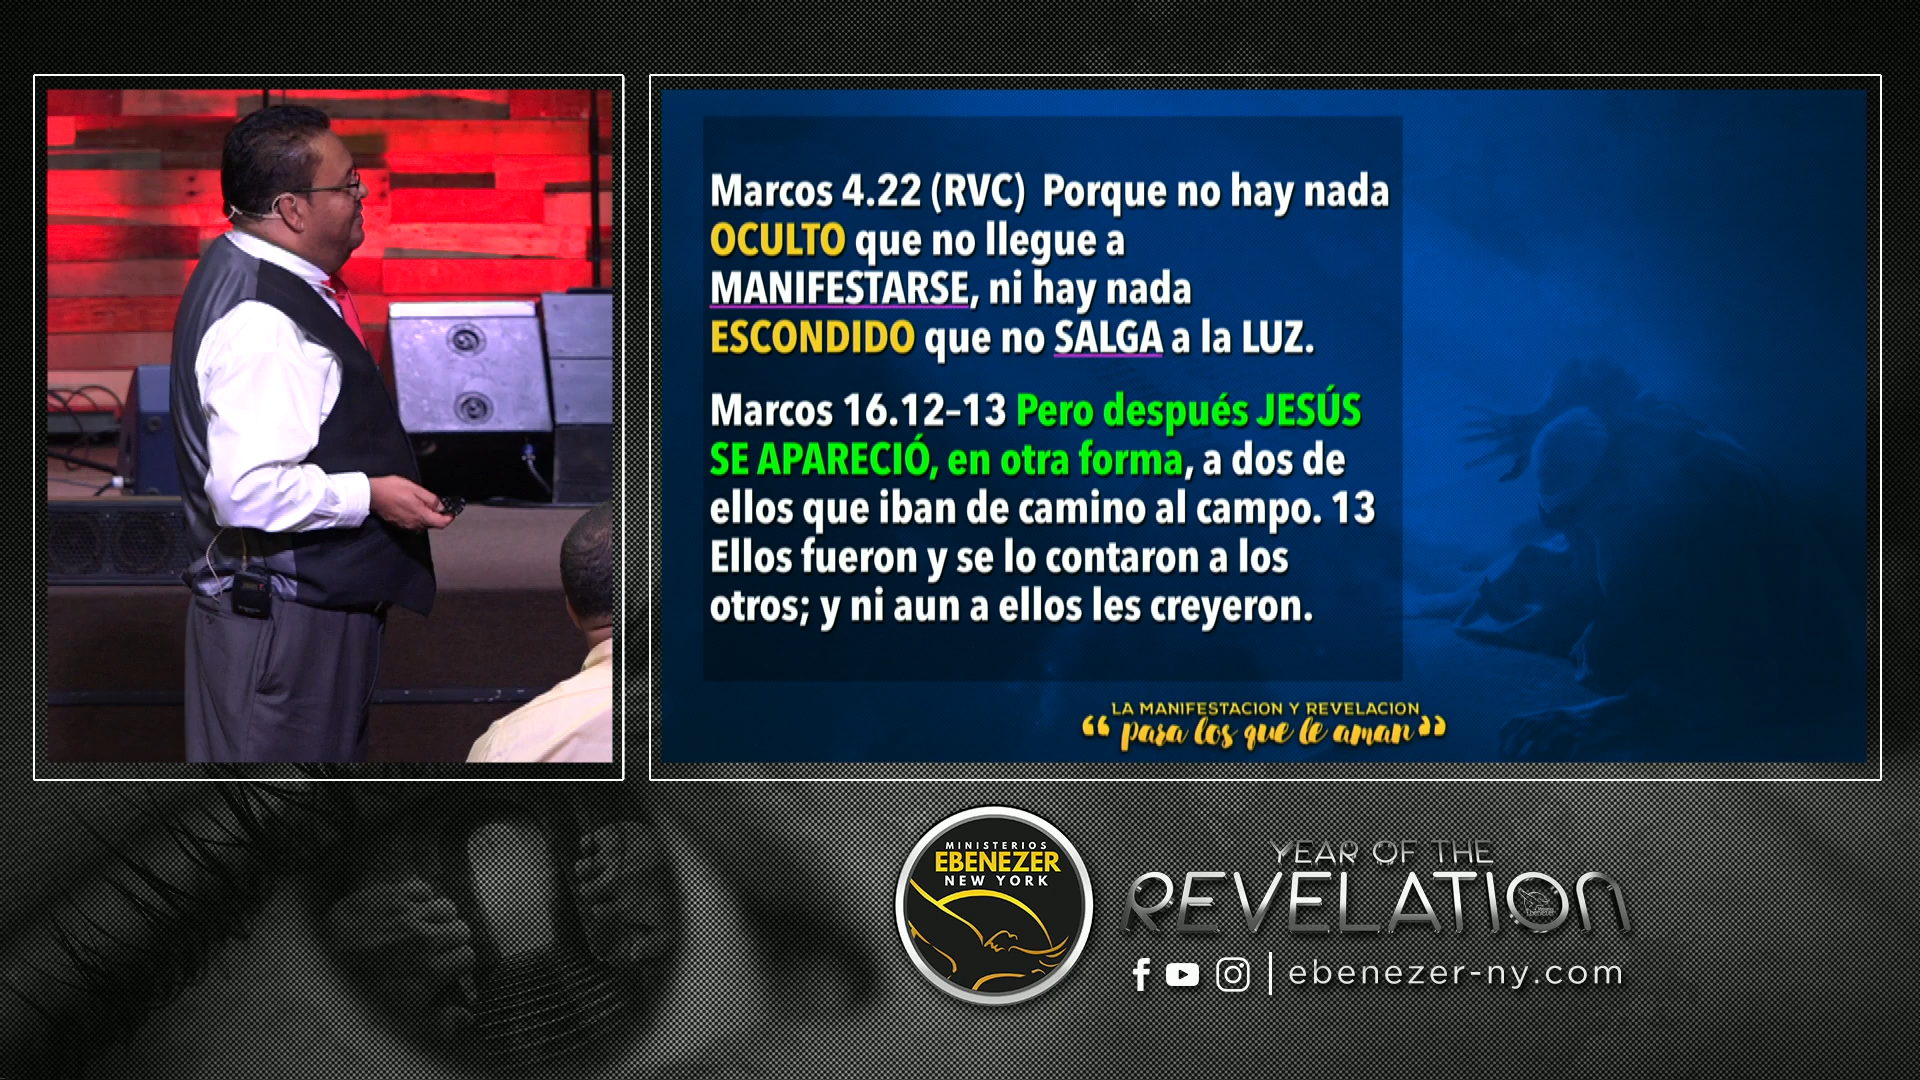 Marcos 4.22 (RVC) Porque no hay nada
OCULTO que no llegue a
MANIFESTARSE, ni hay nada
ESCONDIDO que no SALGA a la LUZ.
Marcos 16.12–13 Pero después JESÚS
SE APARECIÓ, en otra forma, a dos de
ellos que iban de camino al campo. 13
Ellos fueron y se lo contaron a los
otros; y ni aun a ellos les creyeron.
LA MANIFESTACION Y REVELACION
“para los que le aman”
MINISTERIOS
EBENEZER
NEW YORK
YEAR OF THE
REVELATION
ebenezer-ny.com